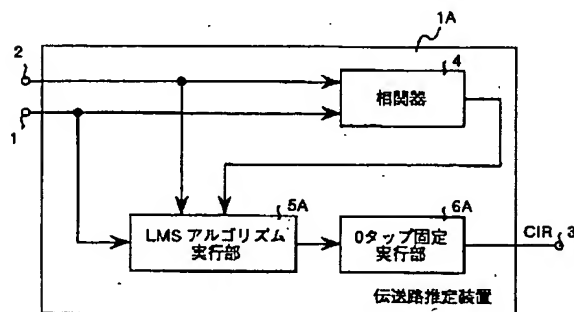 1A
2
4
相関器
1
5A
6A
LMS アルゴリズム
実行部
0タップ固定
実行部
CIR
3
伝送路推定装置